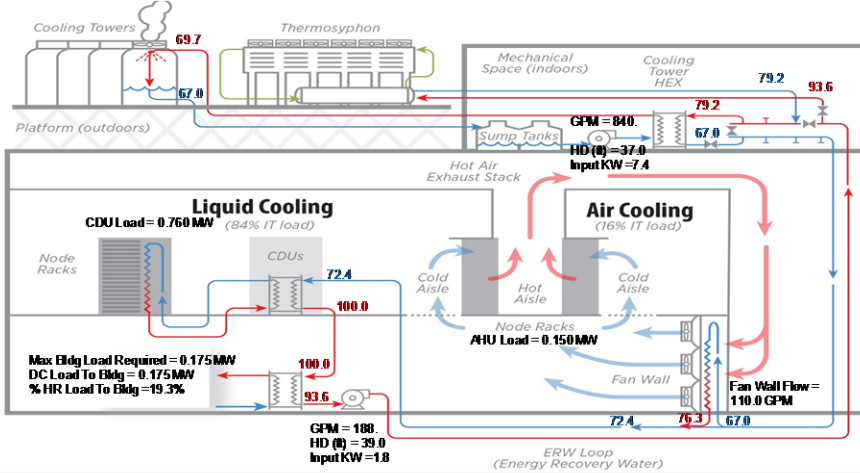 Cooling Towers
69.7
67.0
Thermosyphon
Mechanical
Space (indoors)
Cooling
Tower
HEX
79.2
93.6
79.2
67.0
Platform (outdoors)
Sump Tanks
GPM = 840.
HD (ft) = 37.0
Input KW =7.4
Hot Air
Exhaust Stack
Liquid Cooling
(84% IT load)
Air Cooling
(16% IT load)
CDU Load = 0.760 MW
Node
Racks
CDUs
72.4
100.0
Cold
Aisle
Hot
Aisle
Cold
Aisle
Node Racks
AHU Load = 0.150 MW
Max Bldg Load Required = 0.175 MW
DC Load To Bldg = 0.175 MW
% HR Load To Bldg =19.3%
100.0
93.6
Fan Wall
Fan Wall Flow =
110.0 GPM
72.4
76.3
67.0
GPM = 188.
HD (ft) = 39.0
Input KW =1.8
ERW Loop
(Energy Recovery Water)